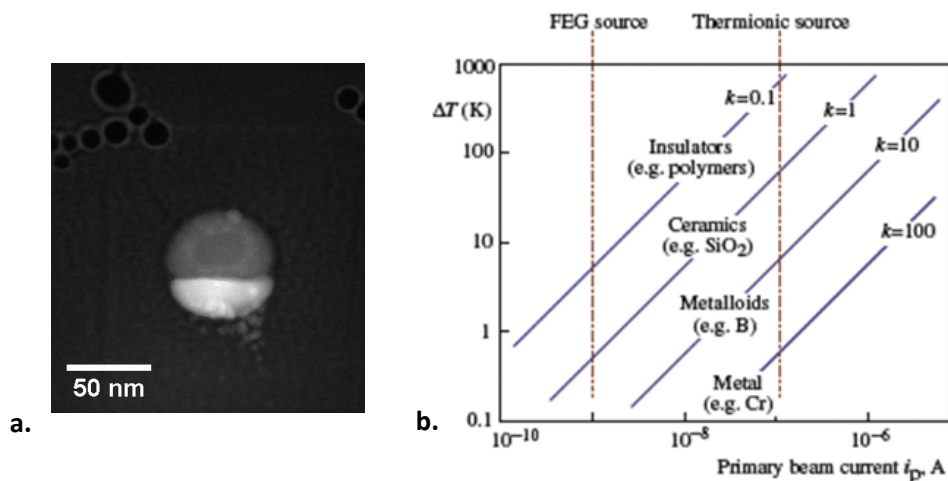 50 nm
a.
FEG source
Thermionic source
1000
ΔT (K)
100
10
1
0.1
k=0.1
k=1
k=10
k=100
Insulators
(e.g. polymers)
Ceramics
(e.g. SiO₂)
Metalloids
(e.g. B)
Metal
(e.g. Cr)
10⁻¹⁰
10⁻⁸
10⁻⁶
Primary beam current iₚ, A
b.